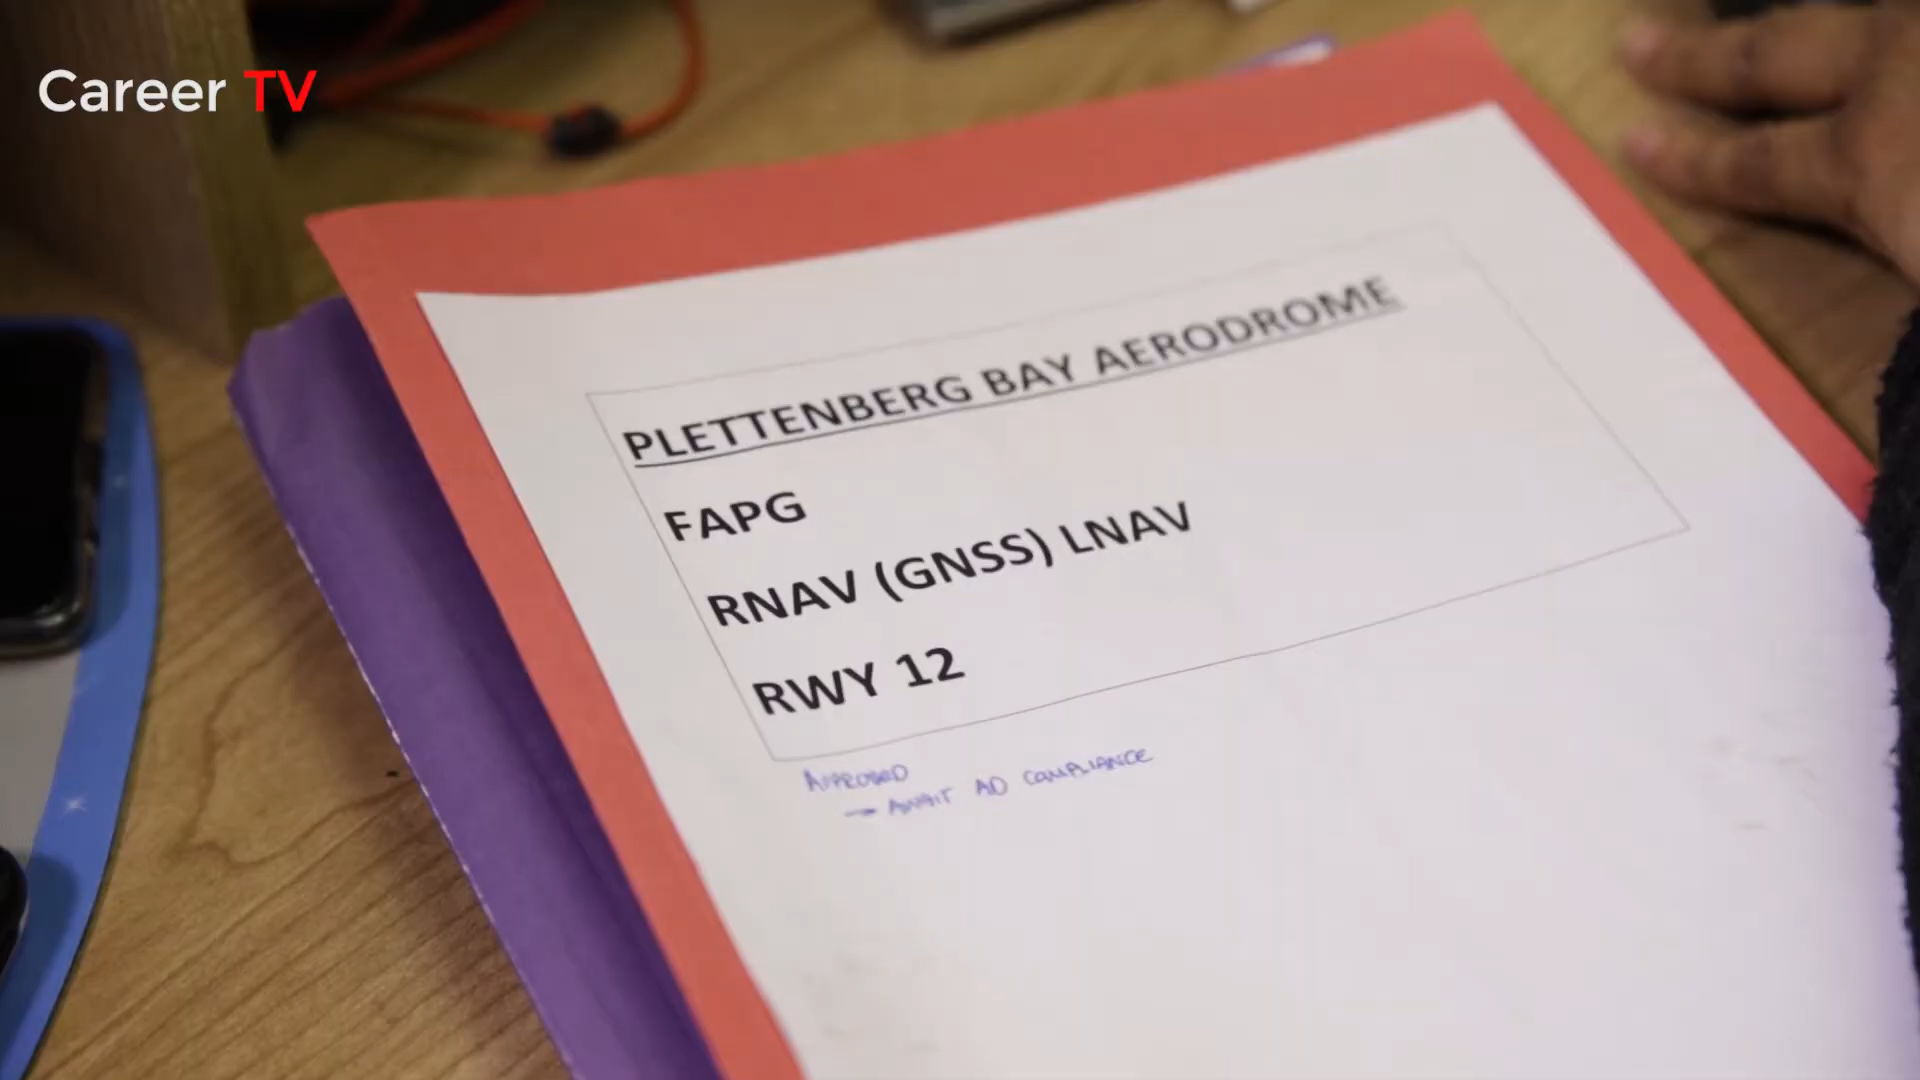 Career TV
PLETTENBERG BAY AERODROME
FAPG
RNAV (GNSS) LNAV
RWY 12
APPROVED
→ AWAIT AD COMPLIANCE